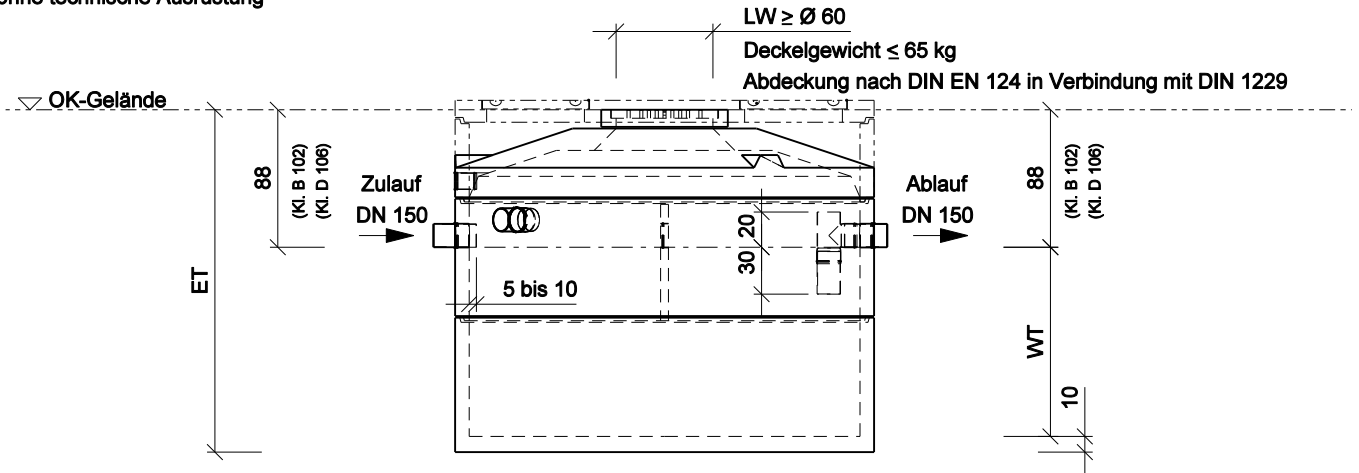 ohne technische Ausrüstung
LW ≥ Ø 60
Deckelgewicht ≤ 65 kg
Abdeckung nach DIN EN 124 in Verbindung mit DIN 1229
OK-Gelände
88
(Kl. B 102)
(Kl. D 106)
Zulauf
DN 150
Ablauf
DN 150
88
(Kl. B 102)
(Kl. D 106)
20
30
5 bis 10
ET
WT
10